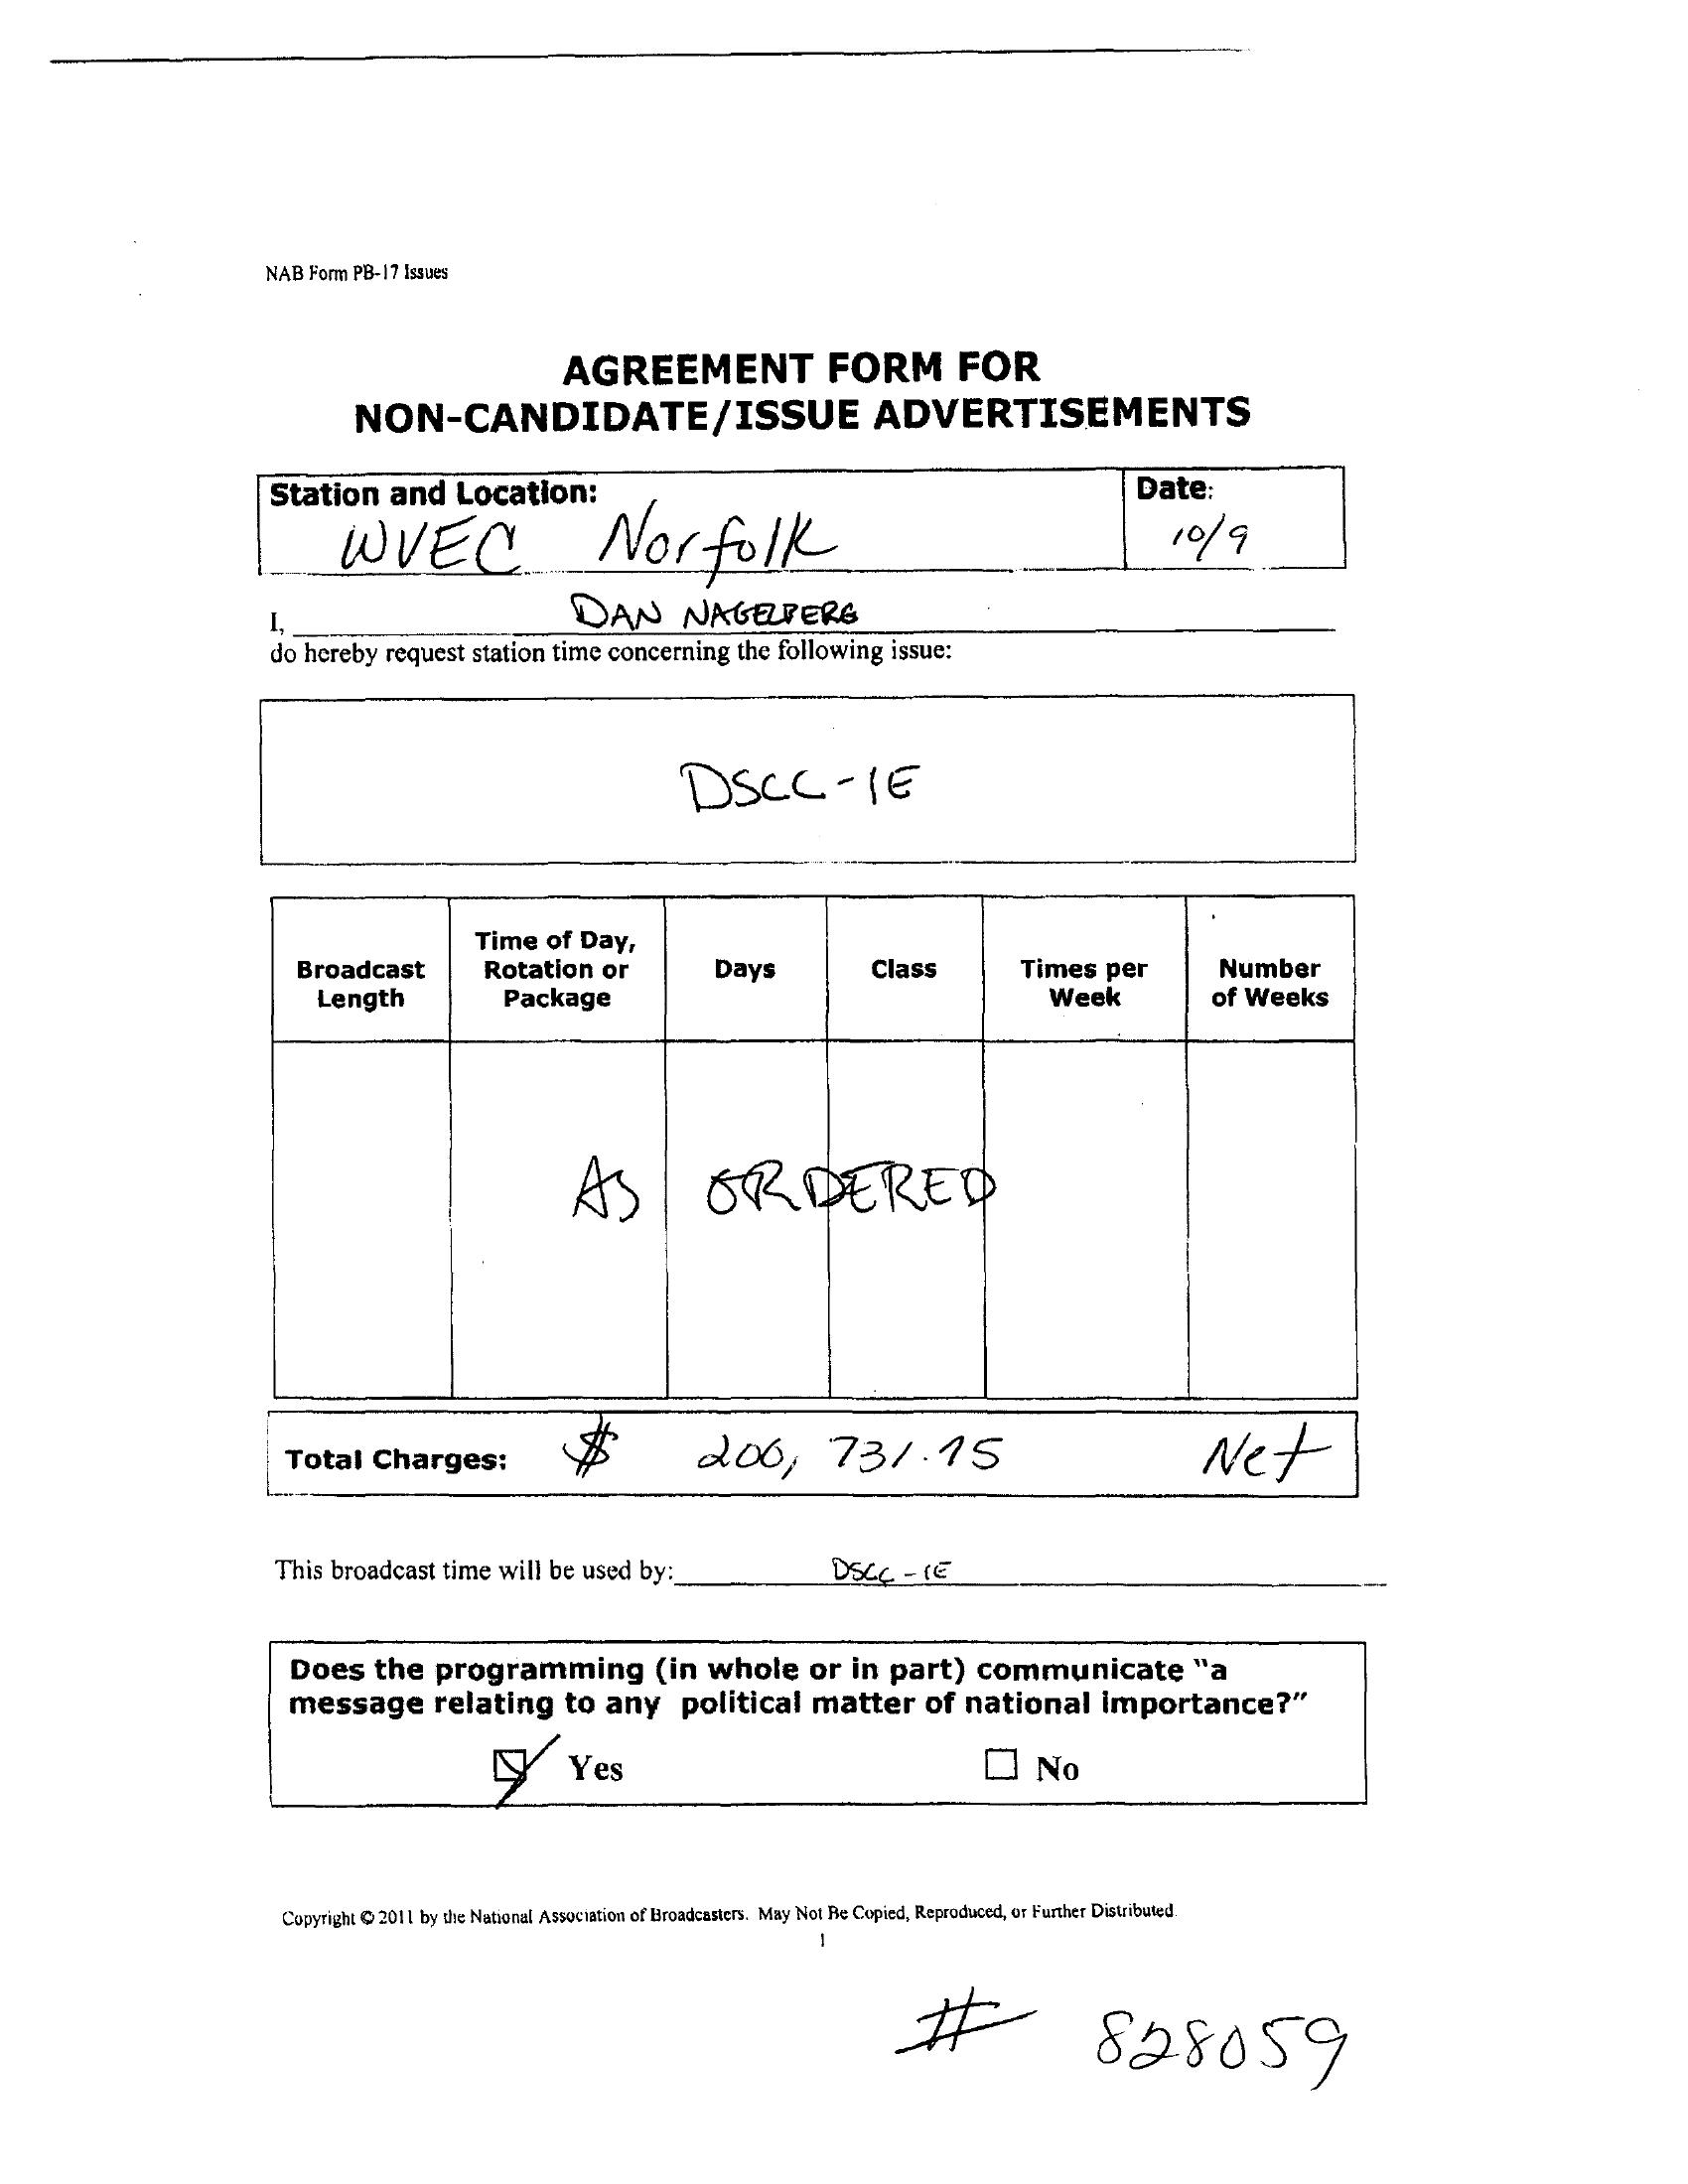 NAB Form PB-17 Issues
AGREEMENT FORM FOR
NON-CANDIDATE/ISSUE ADVERTISEMENTS
Station and Location:
WVEC Norfolk
Date:
10/9
I, DAN NAGELBERG
do hereby request station time concerning the following issue:
DSCC-IE
Broadcast Length
Time of Day, Rotation or Package
Days
Class
Times per Week
Number of Weeks
AS ORDERED
Total Charges: $ 200, 731.15 Net
This broadcast time will be used by: DSCC-IE
Does the programming (in whole or in part) communicate "a
message relating to any political matter of national importance?"
Yes
No
Copyright © 2011 by the National Association of Broadcasters. May Not Be Copied, Reproduced, or Further Distributed.
1
# 828059